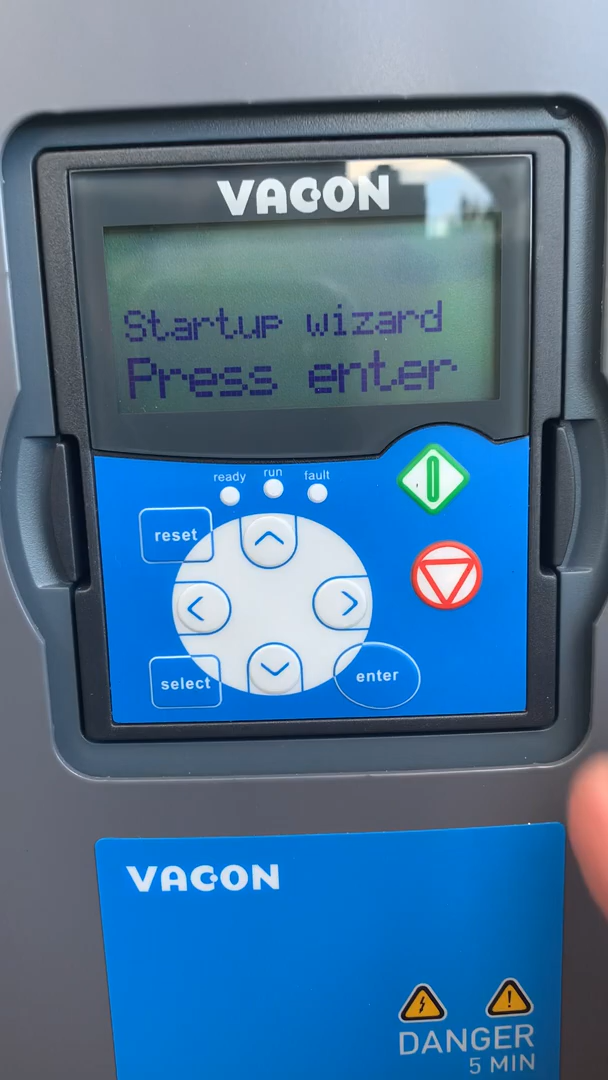 VACON
Startup wizard
Press enter
ready run fault
reset
select
enter
VACON
DANGER
5 MIN